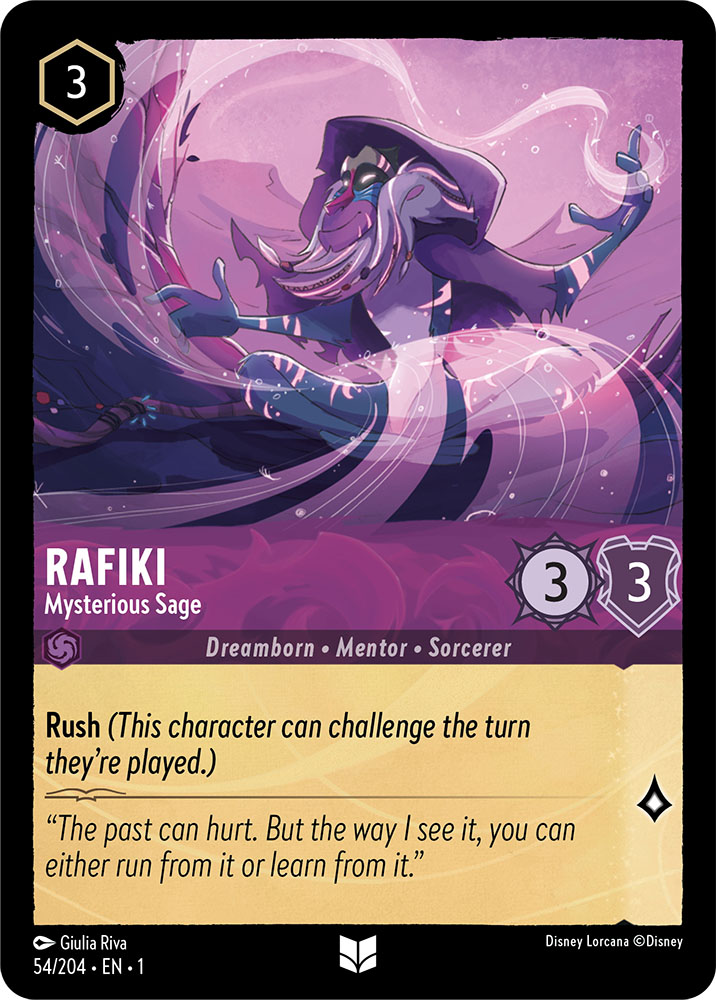 3
RAFIKI
Mysterious Sage
3
3
Dreamborn • Mentor • Sorcerer
Rush (This character can challenge the turn
they’re played.)
“The past can hurt. But the way I see it, you can
either run from it or learn from it.”
Giulia Riva
Disney Lorcana ©Disney
54/204 • EN • 1